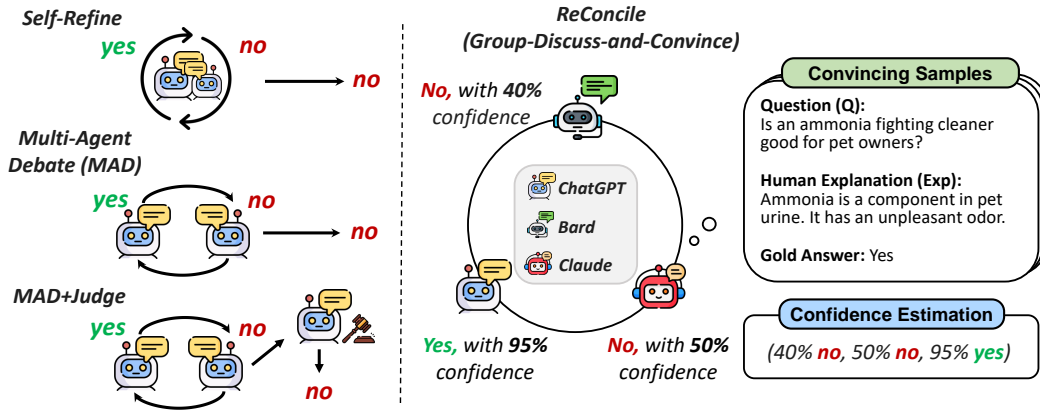 Self-Refine
yes
no
no
Multi-Agent
Debate (MAD)
yes
no
no
MAD+Judge
yes
no
no
ReConcile
(Group-Discuss-and-Convince)
No, with 40%
confidence
ChatGPT
Bard
Claude
Yes, with 95%
confidence
No, with 50%
confidence
Convincing Samples
Question (Q):
Is an ammonia fighting cleaner
good for pet owners?
Human Explanation (Exp):
Ammonia is a component in pet
urine. It has an unpleasant odor.
Gold Answer: Yes
Confidence Estimation
(40% no, 50% no, 95% yes)